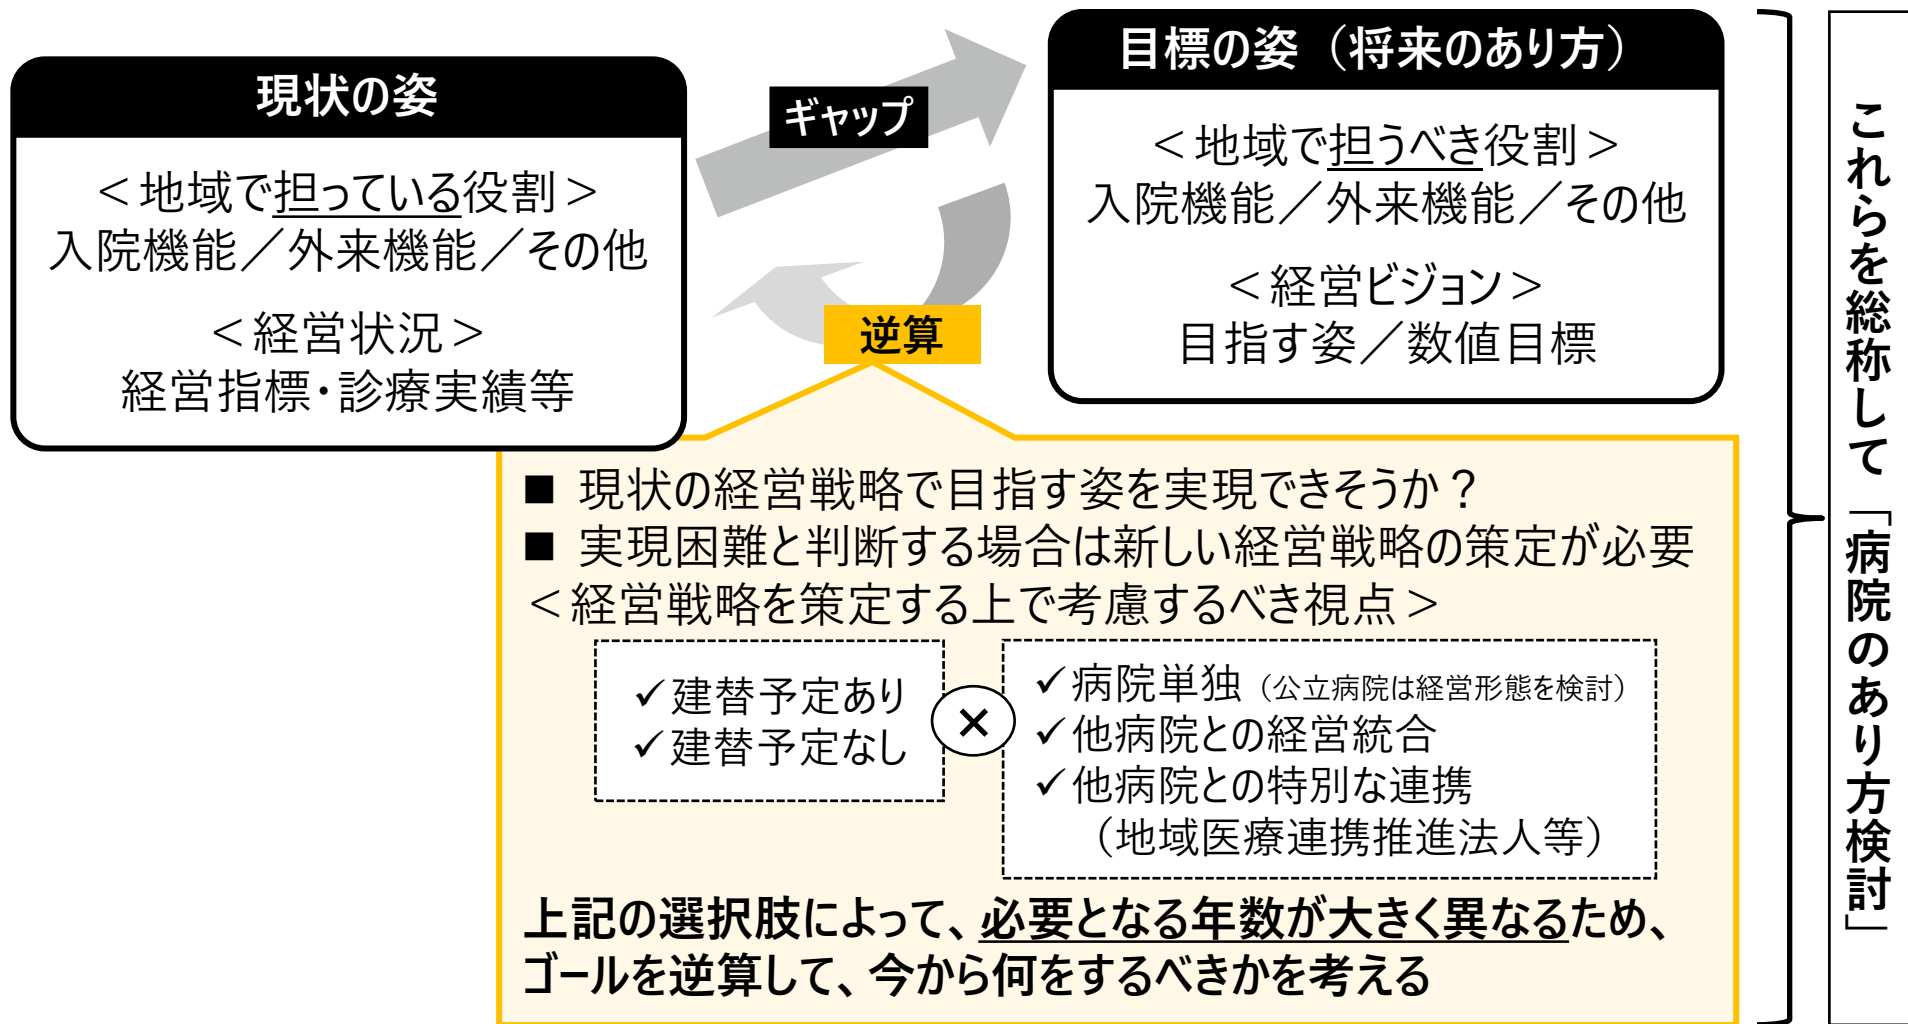 現状の姿
＜地域で担っている役割＞
入院機能／外来機能／その他
＜経営状況＞
経営指標・診療実績等
ギャップ
逆算
目標の姿（将来のあり方）
＜地域で担うべき役割＞
入院機能／外来機能／その他
＜経営ビジョン＞
目指す姿／数値目標
■ 現状の経営戦略で目指す姿を実現できそうか？
■ 実現困難と判断する場合は新しい経営戦略の策定が必要
＜経営戦略を策定する上で考慮するべき視点＞
✓建替予定あり
✓建替予定なし
×
✓病院単独（公立病院は経営形態を検討）
✓他病院との経営統合
✓他病院との特別な連携
（地域医療連携推進法人等）
上記の選択肢によって、必要となる年数が大きく異なるため、
ゴールを逆算して、今から何をするべきかを考える
これらを総称して「病院のあり方検討」